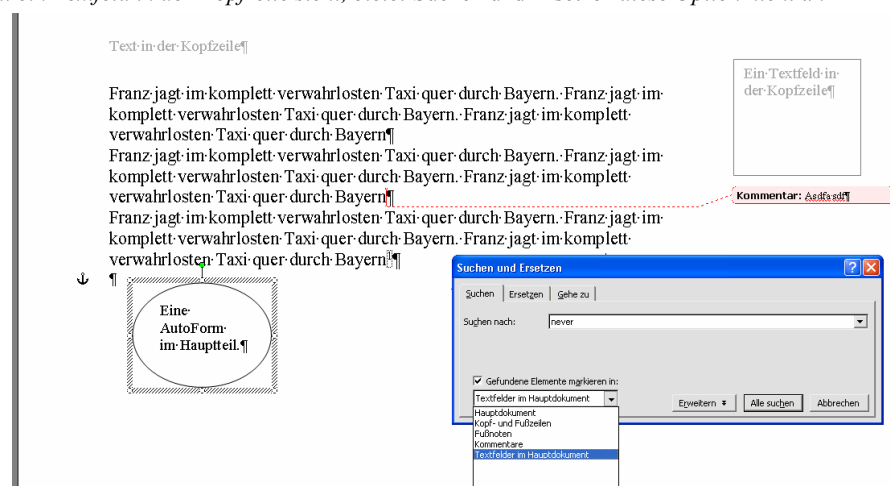 Text·in·der·Kopfzeile¶
Ein·Textfeld·in·
der·Kopfzeile¶
Franz·jagt·im·komplett·verwahrlosten·Taxi·quer·durch·Bayern.·Franz·jagt·im·
komplett·verwahrlosten·Taxi·quer·durch·Bayern.·Franz·jagt·im·komplett·
verwahrlosten·Taxi·quer·durch·Bayern¶
Franz·jagt·im·komplett·verwahrlosten·Taxi·quer·durch·Bayern.·Franz·jagt·im·
komplett·verwahrlosten·Taxi·quer·durch·Bayern.·Franz·jagt·im·komplett·
verwahrlosten·Taxi·quer·durch·Bayern¶
Kommentar: Asdfasdf¶
Franz·jagt·im·komplett·verwahrlosten·Taxi·quer·durch·Bayern.·Franz·jagt·im·
komplett·verwahrlosten·Taxi·quer·durch·Bayern.·Franz·jagt·im·komplett·
verwahrlosten·Taxi·quer·durch·Bayern¶
¶
Eine·
AutoForm·
im·Hauptteil.¶
Suchen und Ersetzen
Suchen Ersetzen Gehe zu
Suchen nach: never
Gefundene Elemente markieren in:
Textfelder im Hauptdokument
Erweitern Alle suchen Abbrechen
Hauptdokument
Kopf- und Fußzeilen
Fußnoten
Kommentare
Textfelder im Hauptdokument